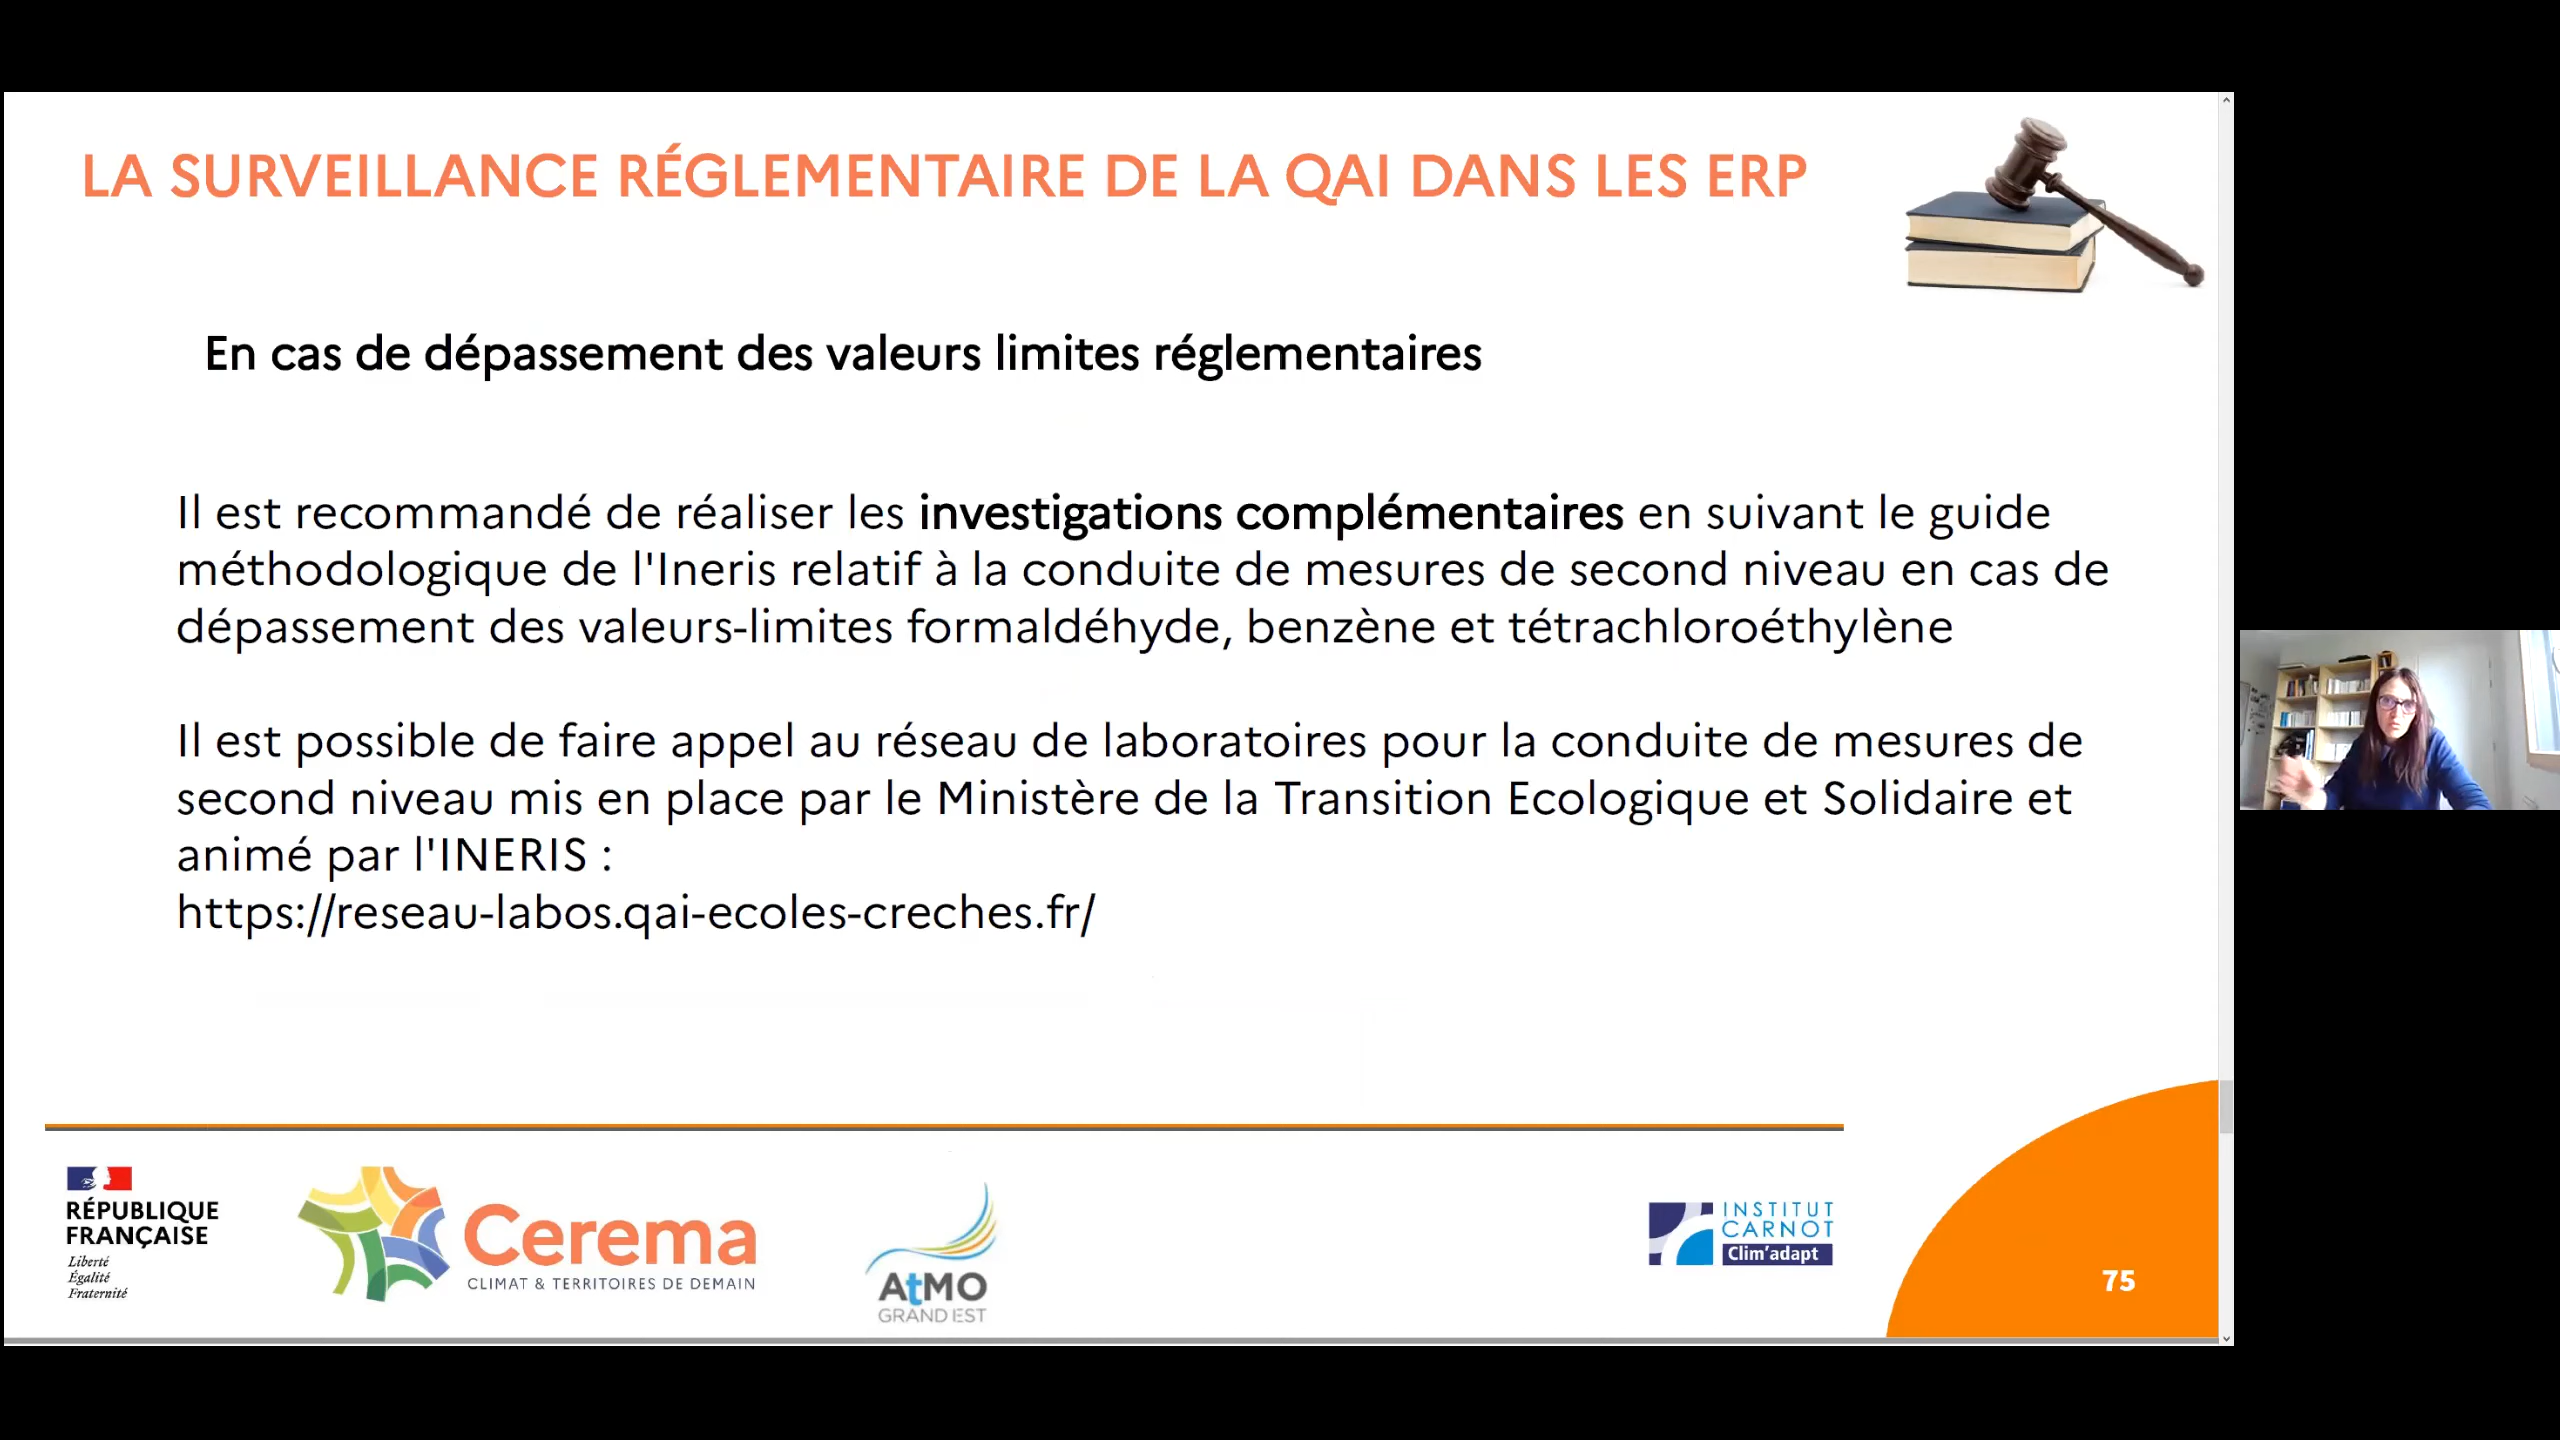 LA SURVEILLANCE RÉGLEMENTAIRE DE LA QAI DANS LES ERP
En cas de dépassement des valeurs limites réglementaires
Il est recommandé de réaliser les investigations complémentaires en suivant le guide
méthodologique de l'Ineris relatif à la conduite de mesures de second niveau en cas de
dépassement des valeurs-limites formaldéhyde, benzène et tétrachloroéthylène
Il est possible de faire appel au réseau de laboratoires pour la conduite de mesures de
second niveau mis en place par le Ministère de la Transition Ecologique et Solidaire et
animé par l'INERIS :
https://reseau-labos.qai-ecoles-creches.fr/
RÉPUBLIQUE
FRANÇAISE
Liberté
Égalité
Fraternité
Cerema
CLIMAT & TERRITOIRES DE DEMAIN
AtMO
GRAND EST
INSTITUT
CARNOT
Clim'adapt
75